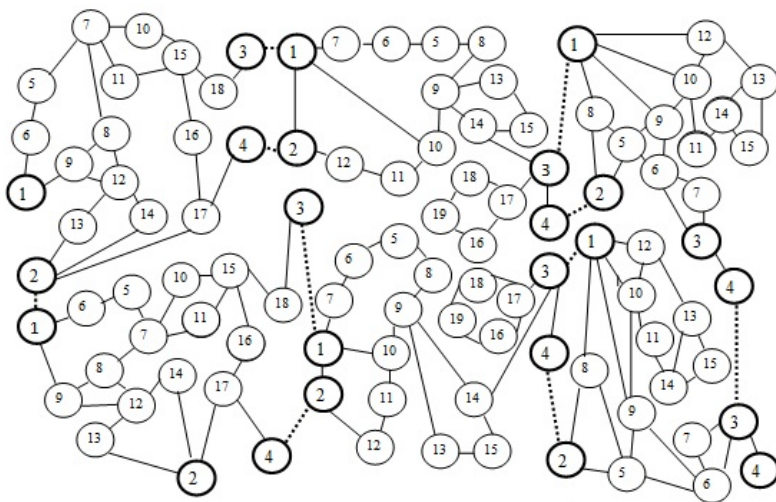 7 10 3 1 7 6 5 8 1 12
15 11 18 9 13 10 13
5 14 15 8 5 9 14
6 8 16 4 2 12 11 10 11 15
9 12 3 6 2 7
1 13 14 17 3 18 17 19 16 4 3
2 10 15 6 5 8 3 1 12 4
1 6 5 7 11 18 7 9 18 17 19 16 10 13
8 14 16 1 10 4 11 15
9 12 17 2 11 14 8 14 9 3
13 2 4 12 13 15 2 5 7 6 4